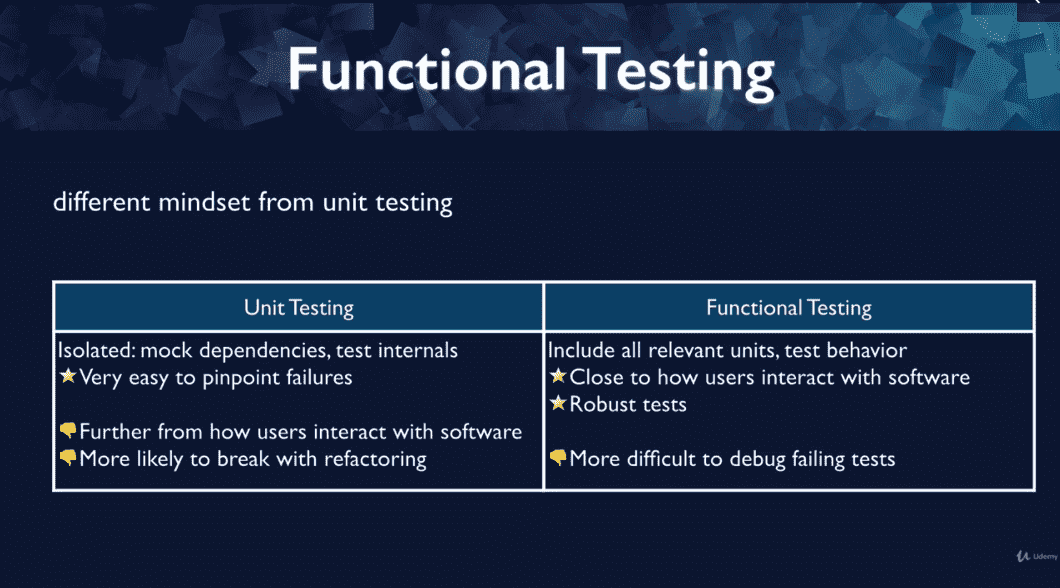 Functional Testing
different mindset from unit testing
Unit Testing
Functional Testing
Isolated: mock dependencies, test internals
⭐Very easy to pinpoint failures
👎Further from how users interact with software
👎More likely to break with refactoring
Include all relevant units, test behavior
⭐Close to how users interact with software
⭐Robust tests
👎More difficult to debug failing tests
Udemy